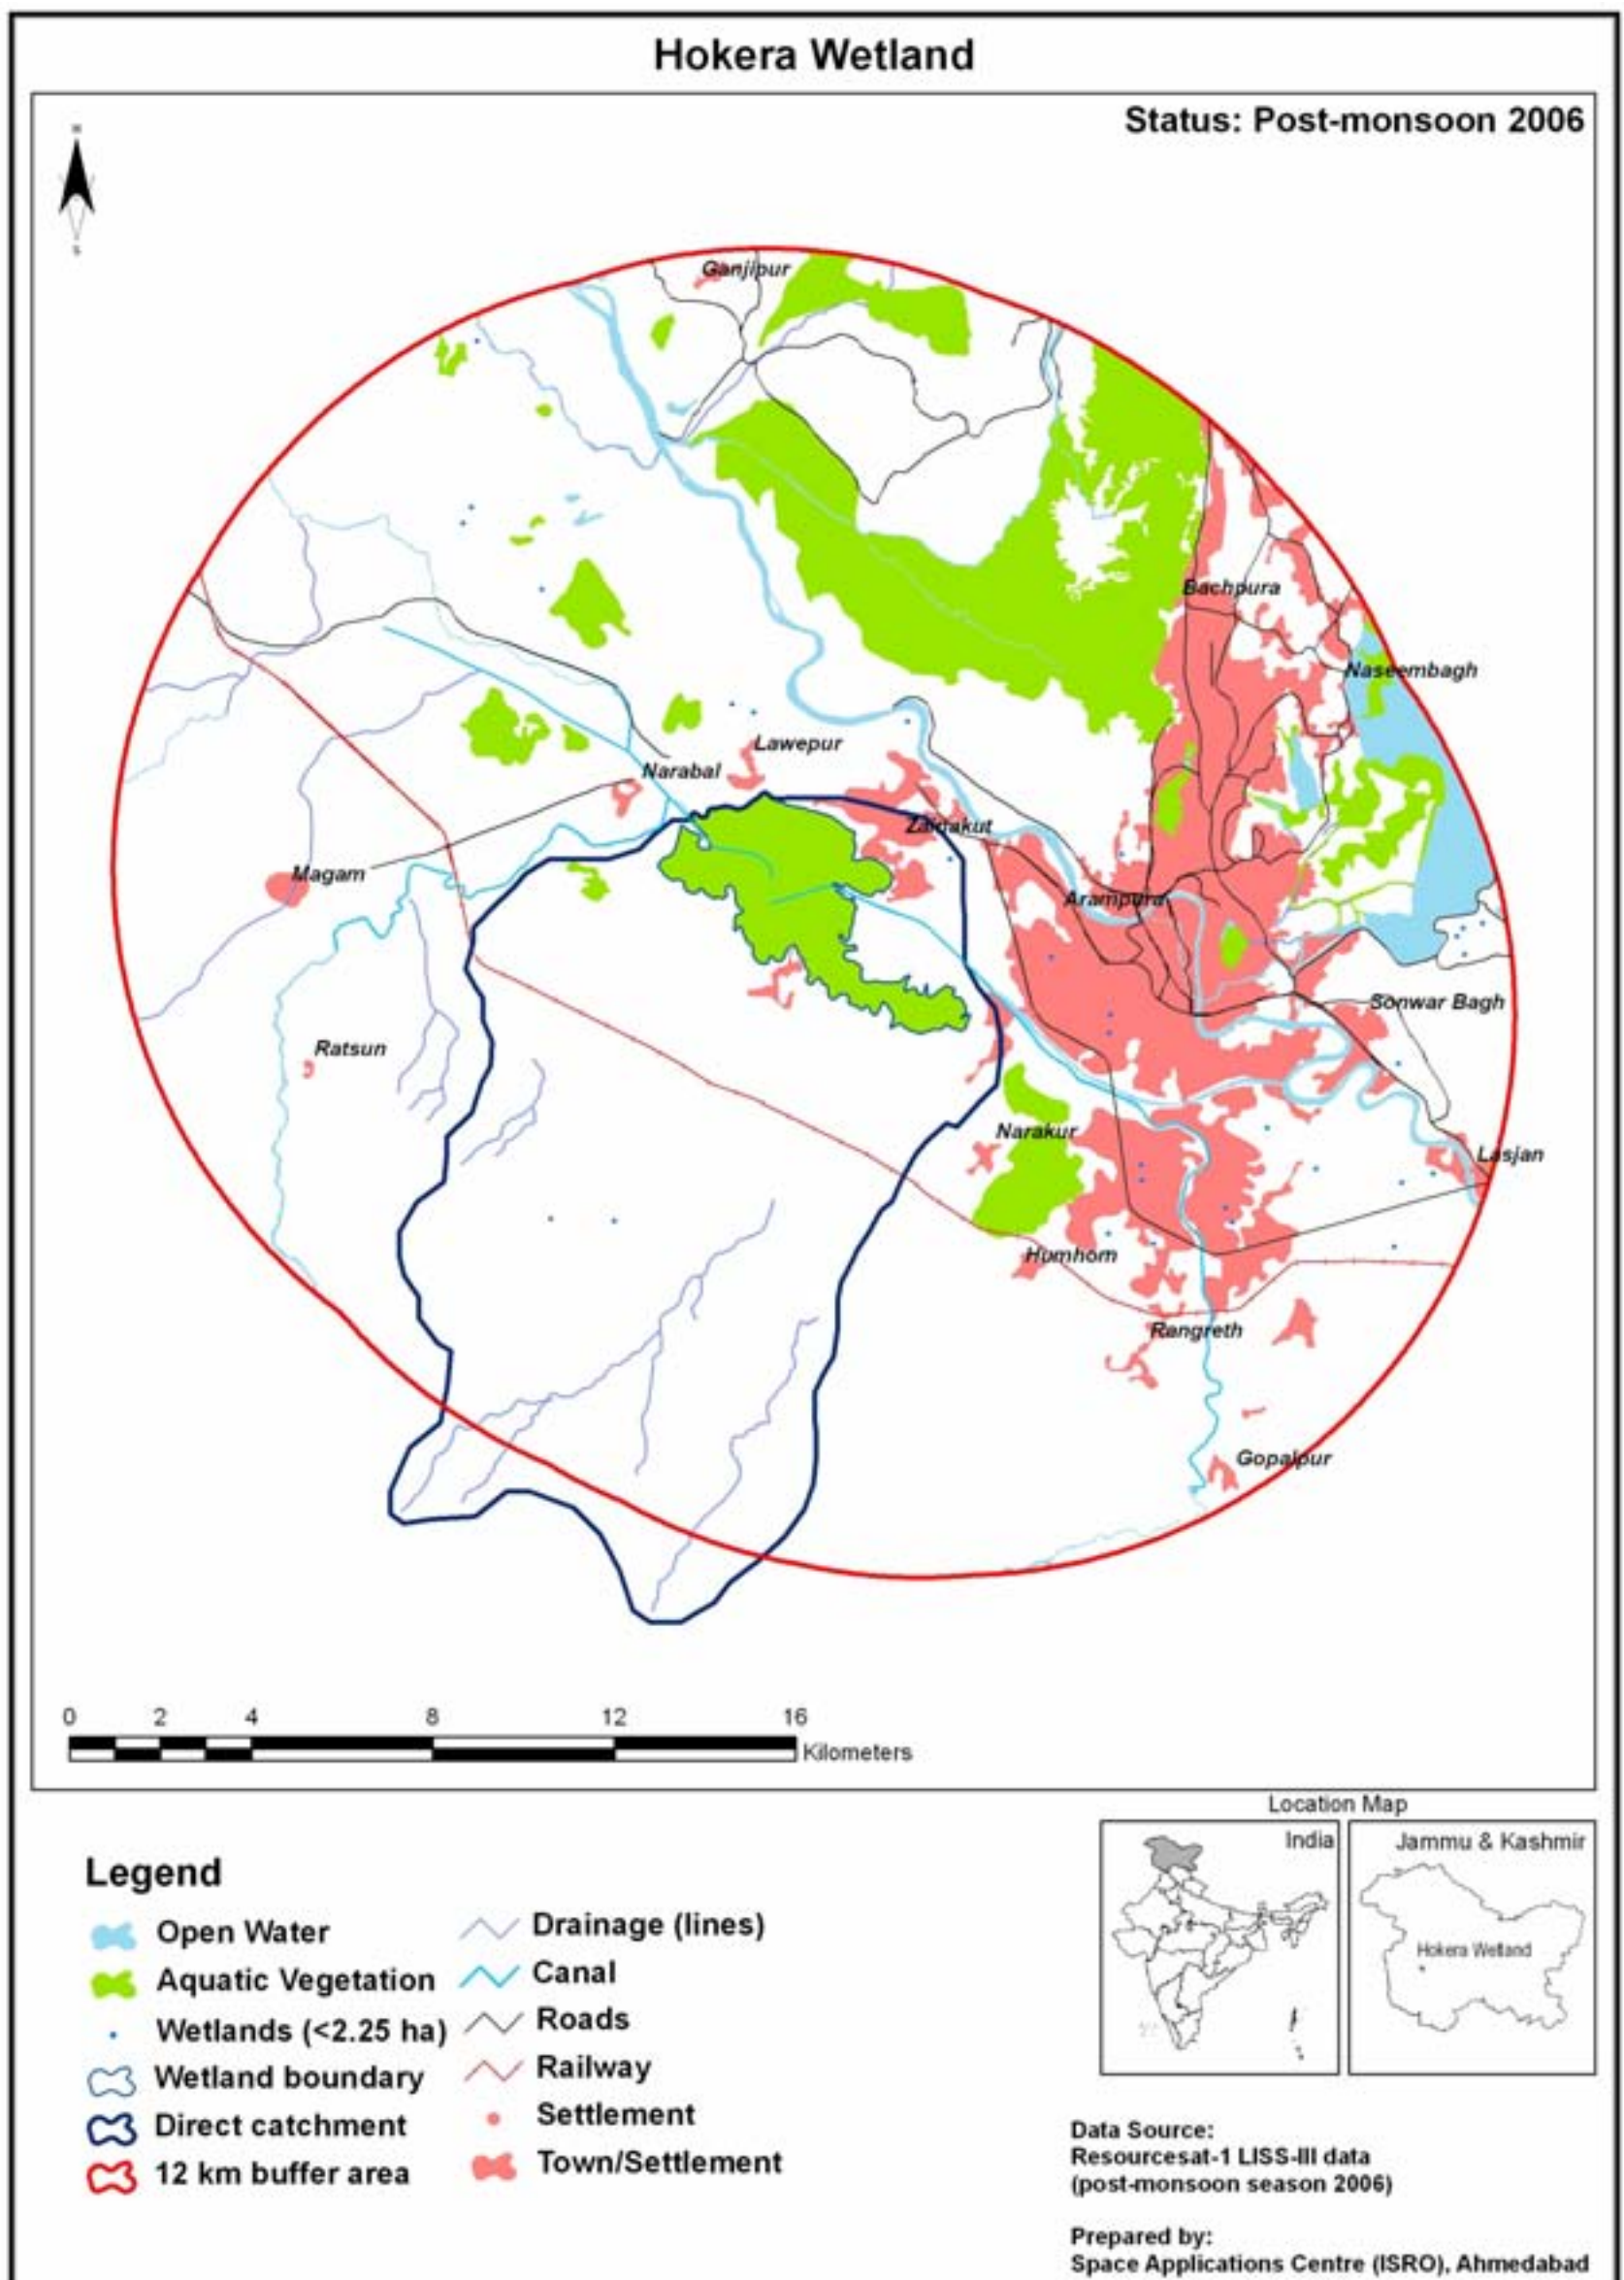 Hokera Wetland
Status: Post-monsoon 2006
N
S
Ganjipur
Bachpura
Naseembagh
Lawepur
Narabal
Zainakut
Magam
Arampura
Sonwar Bagh
Ratsun
Narakur
Lasjan
Humhom
Rangreth
Gopalpur
0 2 4 8 12 16
Kilometers
Location Map
India
Jammu & Kashmir
Hokera Wetland
Legend
Open Water
Aquatic Vegetation
Wetlands (<2.25 ha)
Wetland boundary
Direct catchment
12 km buffer area
Drainage (lines)
Canal
Roads
Railway
Settlement
Town/Settlement
Data Source:
Resourcesat-1 LISS-III data
(post-monsoon season 2006)
Prepared by:
Space Applications Centre (ISRO), Ahmedabad